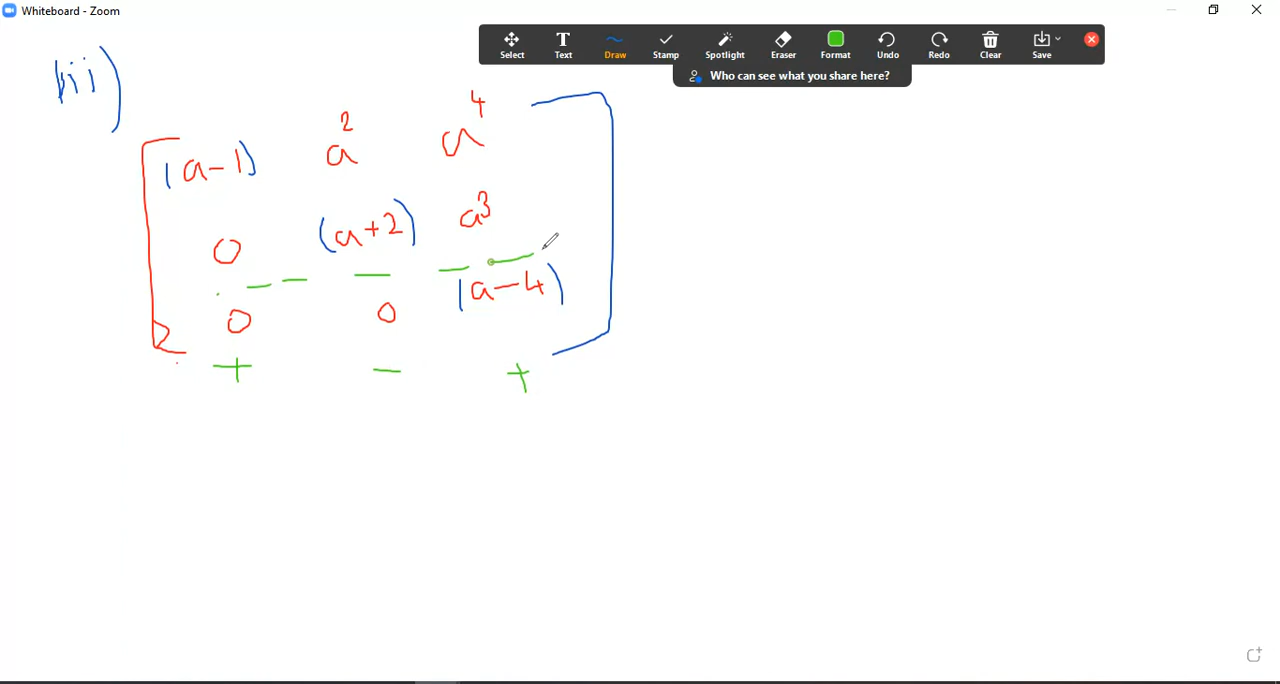 Whiteboard - Zoom
Select Text Draw Stamp Spotlight Eraser Format Undo Redo Clear Save
Who can see what you share here?
iii)
(a-1) a² a⁴
0 (a+2) a³
0 0 (a-4)
+ - +